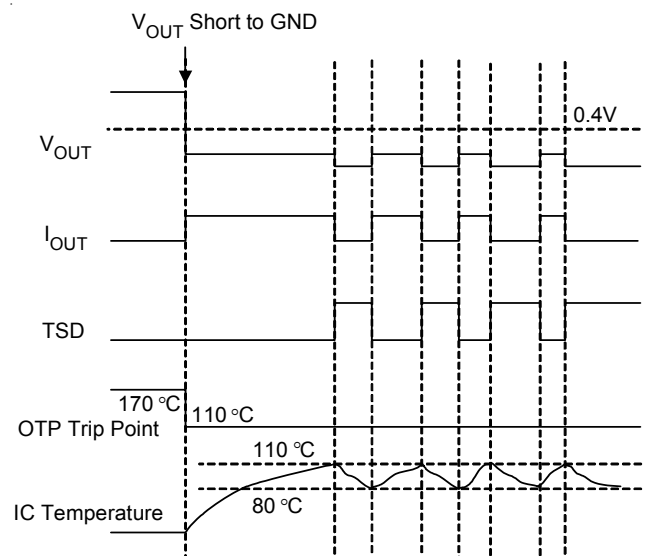 V_OUT Short to GND
0.4V
V_OUT
I_OUT
TSD
170 °C
110 °C
OTP Trip Point
110 °C
80 °C
IC Temperature